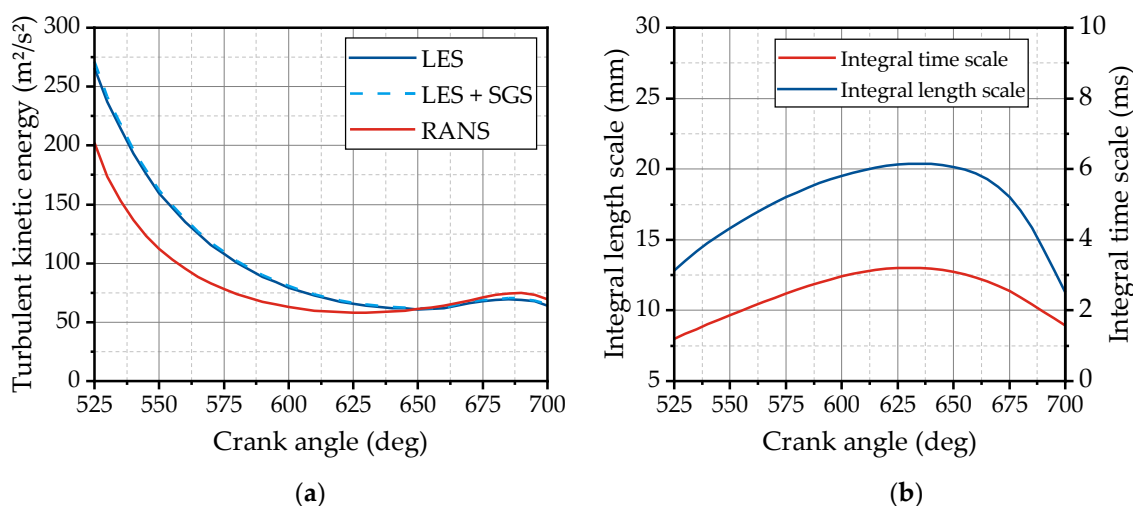 Turbulent kinetic energy (m²/s²)
300
250
200
150
100
50
0
LES
LES + SGS
RANS
525 550 575 600 625 650 675 700
Crank angle (deg)
(a)
Integral length scale (mm)
30
25
20
15
10
5
Integral time scale
Integral length scale
10
8
6
4
2
0
Integral time scale (ms)
525 550 575 600 625 650 675 700
Crank angle (deg)
(b)